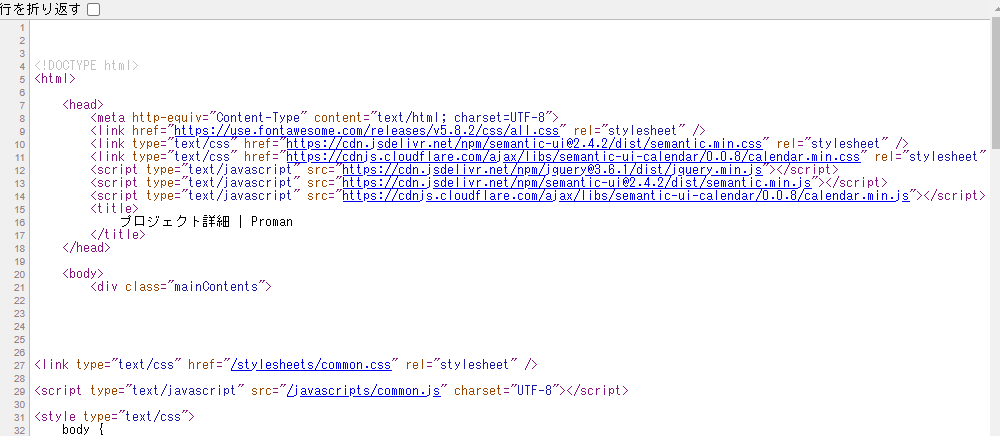 行を折り返す
1
2
3
4 <!DOCTYPE html>
5 <html>
6
7 <head>
8 <meta http-equiv="Content-Type" content="text/html; charset=UTF-8">
9 <link href="https://use.fontawesome.com/releases/v5.8.2/css/all.css" rel="stylesheet" />
10 <link type="text/css" href="https://cdn.jsdelivr.net/npm/semantic-ui@2.4.2/dist/semantic.min.css" rel="stylesheet" />
11 <link type="text/css" href="https://cdnjs.cloudflare.com/ajax/libs/semantic-ui-calendar/0.0.8/calendar.min.css" rel="stylesheet"
12 <script type="text/javascript" src="https://cdn.jsdelivr.net/npm/jquery@3.6.1/dist/jquery.min.js"></script>
13 <script type="text/javascript" src="https://cdn.jsdelivr.net/npm/semantic-ui@2.4.2/dist/semantic.min.js"></script>
14 <script type="text/javascript" src="https://cdnjs.cloudflare.com/ajax/libs/semantic-ui-calendar/0.0.8/calendar.min.js"></script>
15 <title>
16 プロジェクト詳細 | Proman
17 </title>
18 </head>
19
20 <body>
21 <div class="mainContents">
22
23
24
25
26
27 <link type="text/css" href="/stylesheets/common.css" rel="stylesheet" />
28
29 <script type="text/javascript" src="/javascripts/common.js" charset="UTF-8"></script>
30
31 <style type="text/css">
32 body {